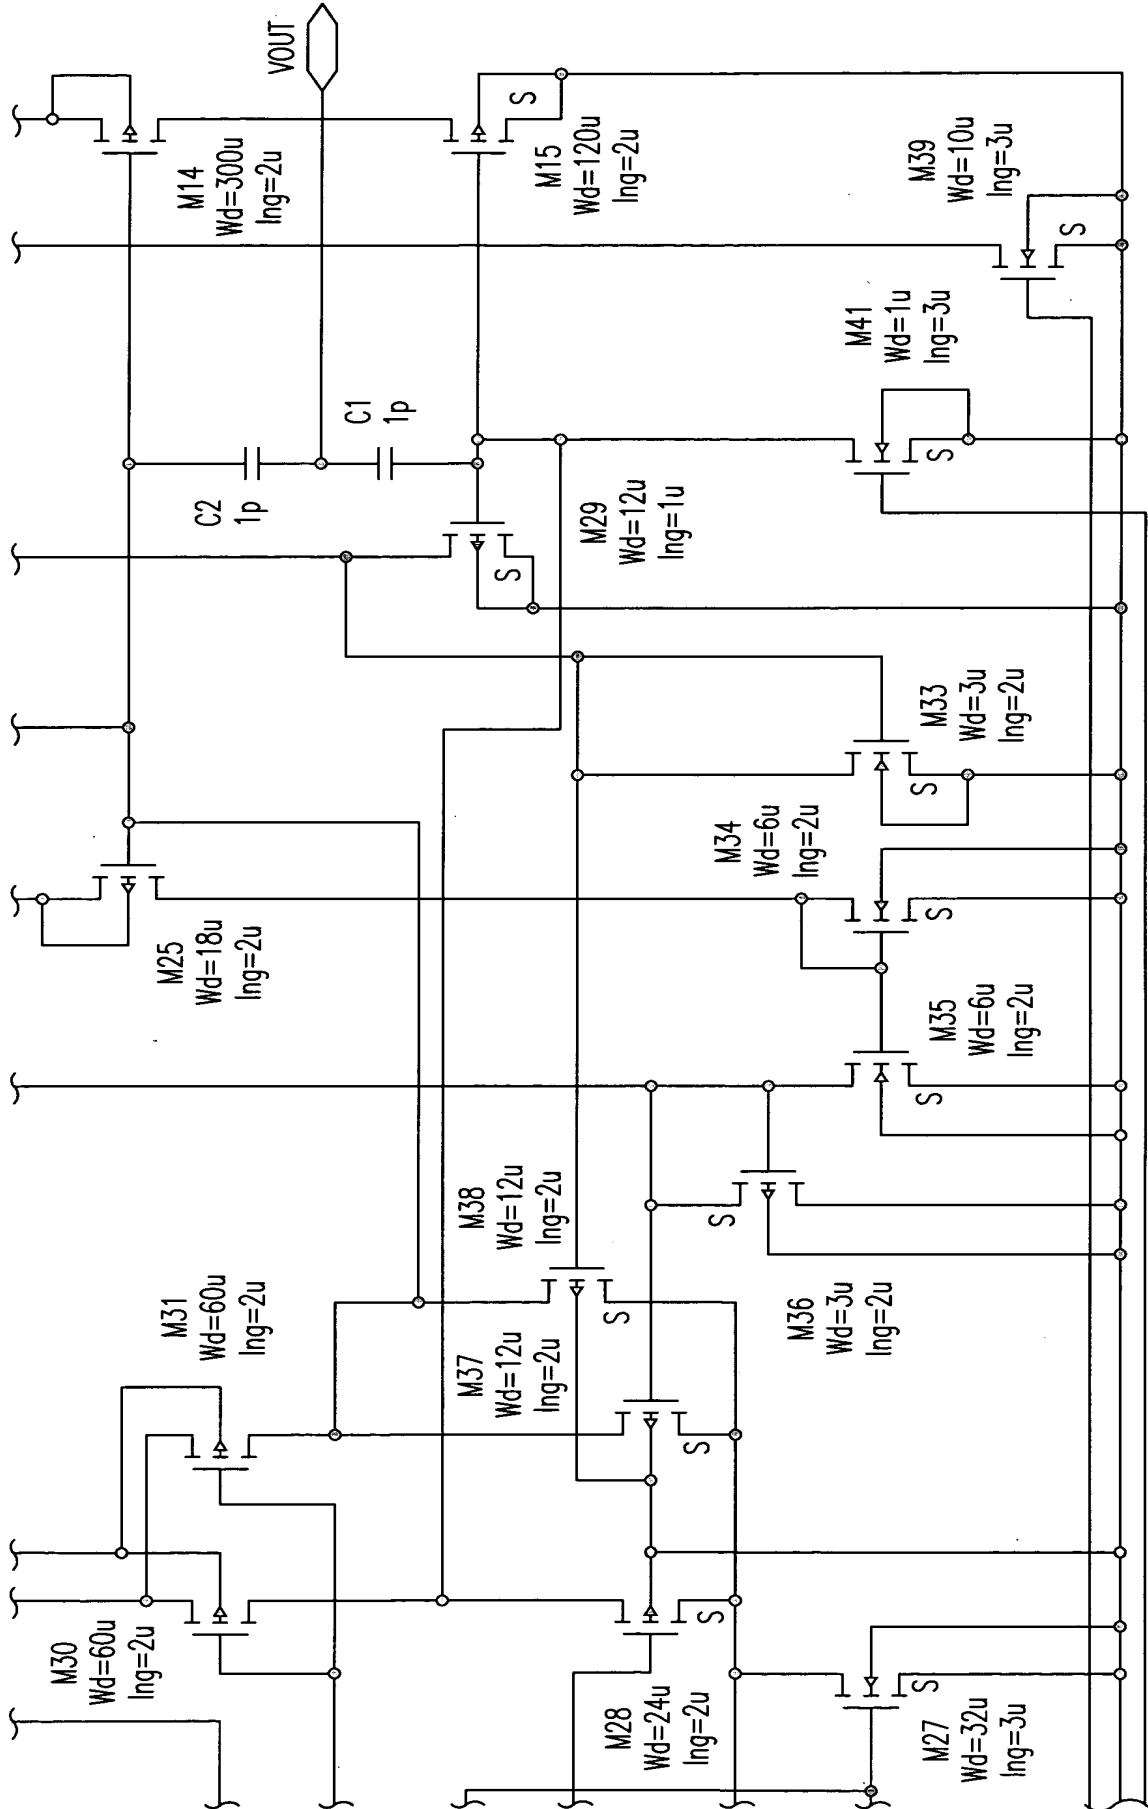 VOUT
M14
Wd=300u
lng=2u
S
M15
Wd=120u
lng=2u
M39
Wd=10u
lng=3u
S
M41
Wd=1u
lng=3u
S
C1
1p
C2
1p
M29
Wd=12u
lng=1u
S
M33
Wd=3u
lng=2u
S
M34
Wd=6u
lng=2u
S
M25
Wd=18u
lng=2u
M35
Wd=6u
lng=2u
S
M38
Wd=12u
lng=2u
S
M36
Wd=3u
lng=2u
S
M31
Wd=60u
lng=2u
M37
Wd=12u
lng=2u
S
M30
Wd=60u
lng=2u
M28
Wd=24u
lng=2u
S
M27
Wd=32u
lng=3u
S